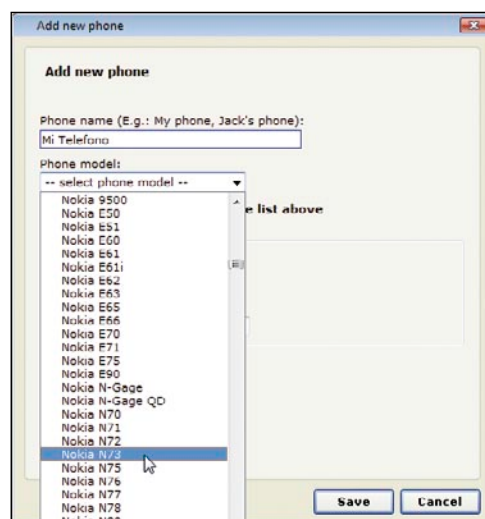 Add new phone
Add new phone
Phone name (E.g.: My phone, Jack's phone):
Mi Telefono
Phone model:
-- select phone model --
e list above
Nokia 9500
Nokia E50
Nokia E51
Nokia E60
Nokia E61
Nokia E61i
Nokia E62
Nokia E63
Nokia E65
Nokia E66
Nokia E70
Nokia E71
Nokia E75
Nokia E90
Nokia N-Gage
Nokia N-Gage QD
Nokia N70
Nokia N71
Nokia N72
Nokia N73
Nokia N75
Nokia N76
Nokia N77
Nokia N78
Save
Cancel